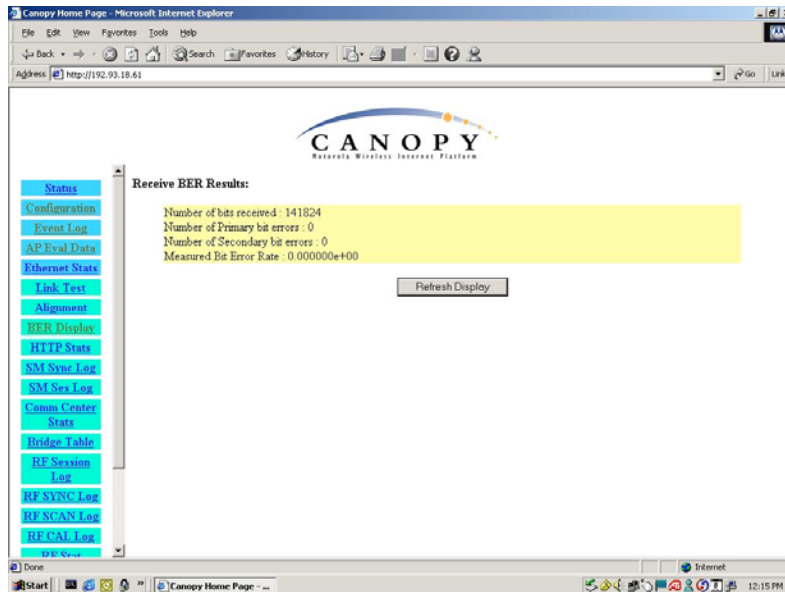 Canopy Home Page - Microsoft Internet Explorer
File Edit View Favorites Tools Help
Back Search Favorites History
Address http://192.93.18.61 Go Link
CANOPY
Motorola Wireless Internet Platform
Status
Configuration
Event Log
AP Eval Data
Ethernet Stats
Link Test
Alignment
BER Display
HTTP Stats
SM Sync Log
SM Ses Log
Comm Center
Stats
Bridge Table
RF Session
Log
RF SYNC Log
RF SCAN Log
RF CAL Log
RF Stat
Receive BER Results:
Number of bits received : 141824
Number of Primary bit errors : 0
Number of Secondary bit errors : 0
Measured Bit Error Rate : 0.000000e+00
Refresh Display
Done Internet
Start Canopy Home Page - ... 12:15 PM